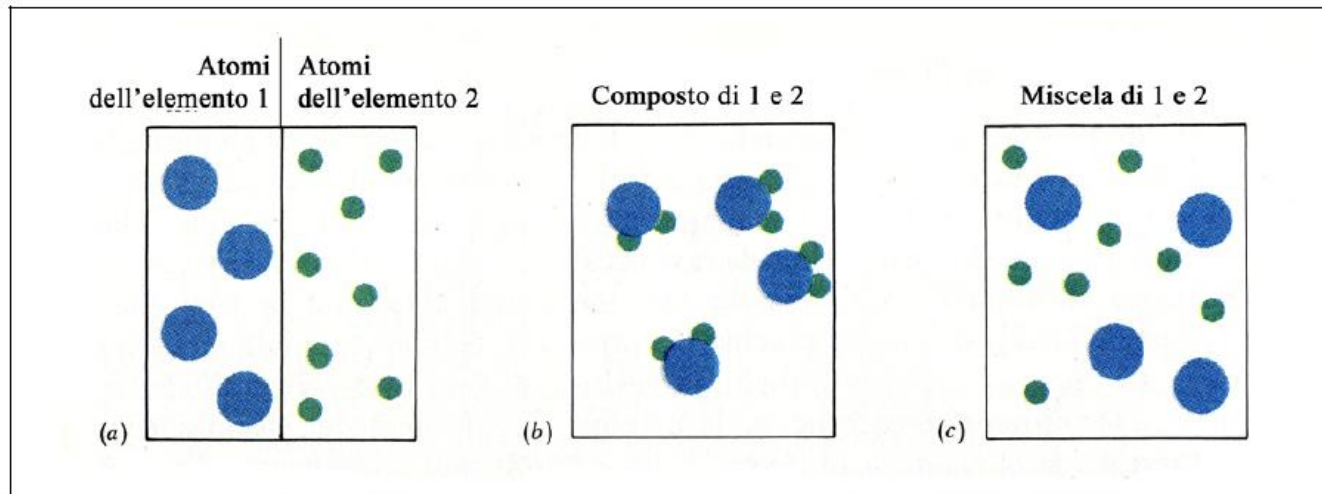 Atomi
dell'elemento 1
Atomi
dell'elemento 2
Composto di 1 e 2
Miscela di 1 e 2
(a)
(b)
(c)